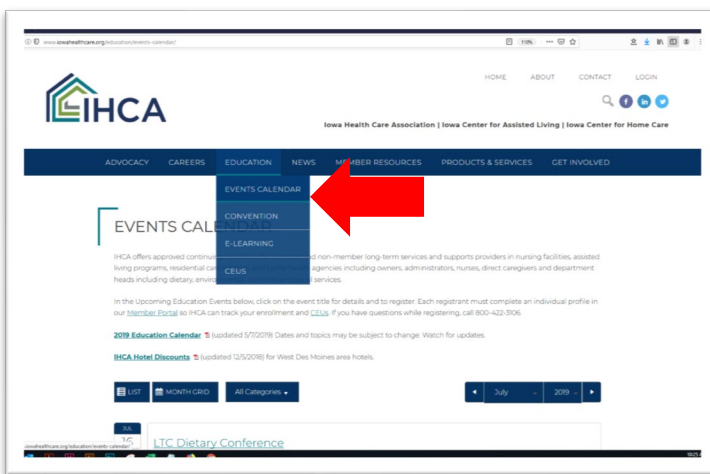 www.iowahealthcare.org/education/events-calendar/
110%
HOME ABOUT CONTACT LOGIN
IHCA
Iowa Health Care Association | Iowa Center for Assisted Living | Iowa Center for Home Care
ADVOCACY CAREERS EDUCATION NEWS MEMBER RESOURCES PRODUCTS & SERVICES GET INVOLVED
EVENTS CALENDAR
CONVENTION
E-LEARNING
CEUS
EVENTS CALENDAR
IHCA offers approved non-member long-term services and supports providers in nursing facilities, assisted
living programs, residential agencies including owners, administrators, nurses, direct caregivers and department
heads including dietary, services.
In the Upcoming Education Events below, click on the event title for details and to register. Each registrant must complete an individual profile in
our Member Portal so IHCA can track your enrollment and CEUs. If you have questions while registering, call 800-422-3106.
2019 Education Calendar (updated 5/7/2019) Dates and topics may be subject to change. Watch for updates.
IHCA Hotel Discounts (updated 12/5/2018) for West Des Moines area hotels.
LIST MONTH GRID All Categories July 2019
JUL
16 LTC Dietary Conference
iowahealthcare.org/education/events-calendar/